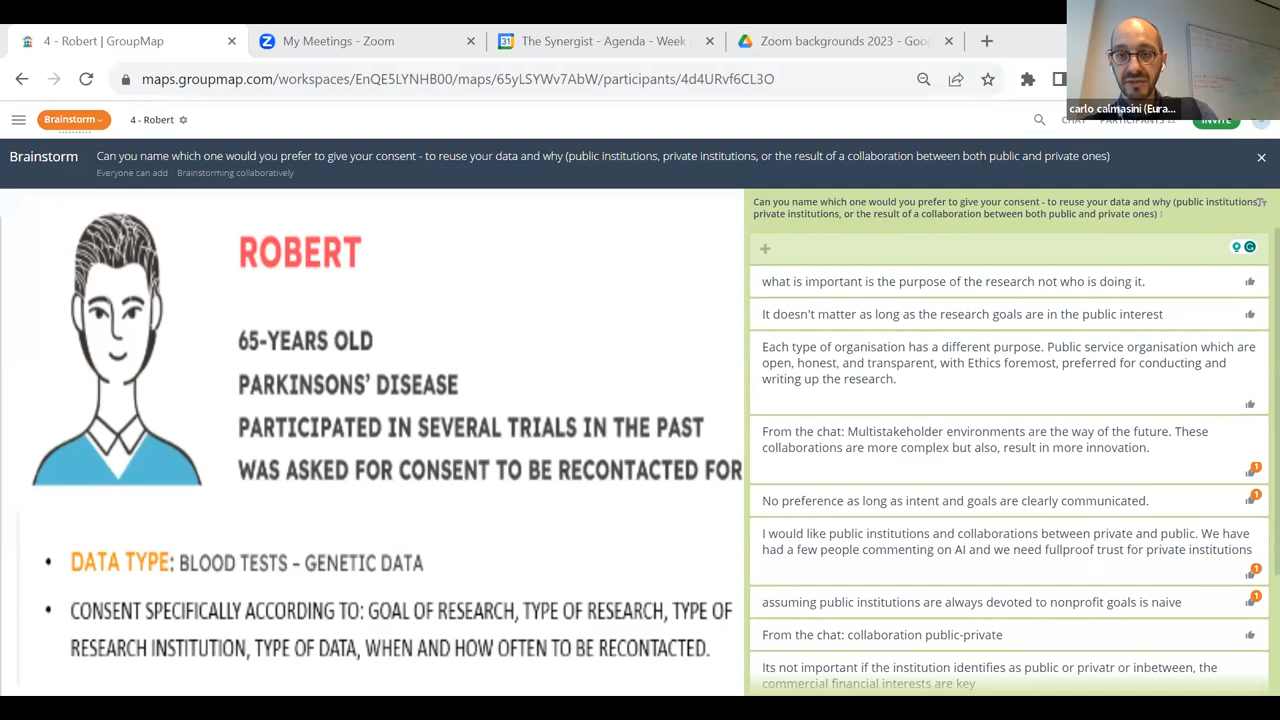 4 - Robert | GroupMap
My Meetings - Zoom
31
The Synergist - Agenda - Week
Zoom backgrounds 2023 - Goo
maps.groupmap.com/workspaces/EnQE5LYNHB00/maps/65yLSYWv7AbW/participants/4d4URvf6CL3O
carlo calmasini (Eura...
Brainstorm
4 - Robert
CHAT
PARTICIPANTS 22
INVITE
Brainstorm
Can you name which one would you prefer to give your consent - to reuse your data and why (public institutions, private institutions, or the result of a collaboration between both public and private ones)
Everyone can add Brainstorming collaboratively
ROBERT
65-YEARS OLD
PARKINSONS' DISEASE
PARTICIPATED IN SEVERAL TRIALS IN THE PAST
WAS ASKED FOR CONSENT TO BE RECONTACTED FOR
• DATA TYPE: BLOOD TESTS – GENETIC DATA
• CONSENT SPECIFICALLY ACCORDING TO: GOAL OF RESEARCH, TYPE OF RESEARCH, TYPE OF
RESEARCH INSTITUTION, TYPE OF DATA, WHEN AND HOW OFTEN TO BE RECONTACTED.
Can you name which one would you prefer to give your consent - to reuse your data and why (public institutions,
private institutions, or the result of a collaboration between both public and private ones)
what is important is the purpose of the research not who is doing it.
It doesn't matter as long as the research goals are in the public interest
Each type of organisation has a different purpose. Public service organisation which are
open, honest, and transparent, with Ethics foremost, preferred for conducting and
writing up the research.
From the chat: Multistakeholder environments are the way of the future. These
collaborations are more complex but also, result in more innovation.
1
No preference as long as intent and goals are clearly communicated.
1
I would like public institutions and collaborations between private and public. We have
had a few people commenting on AI and we need fullproof trust for private institutions
1
assuming public institutions are always devoted to nonprofit goals is naive
1
From the chat: collaboration public-private
Its not important if the institution identifies as public or privatr or inbetween, the
commercial financial interests are key